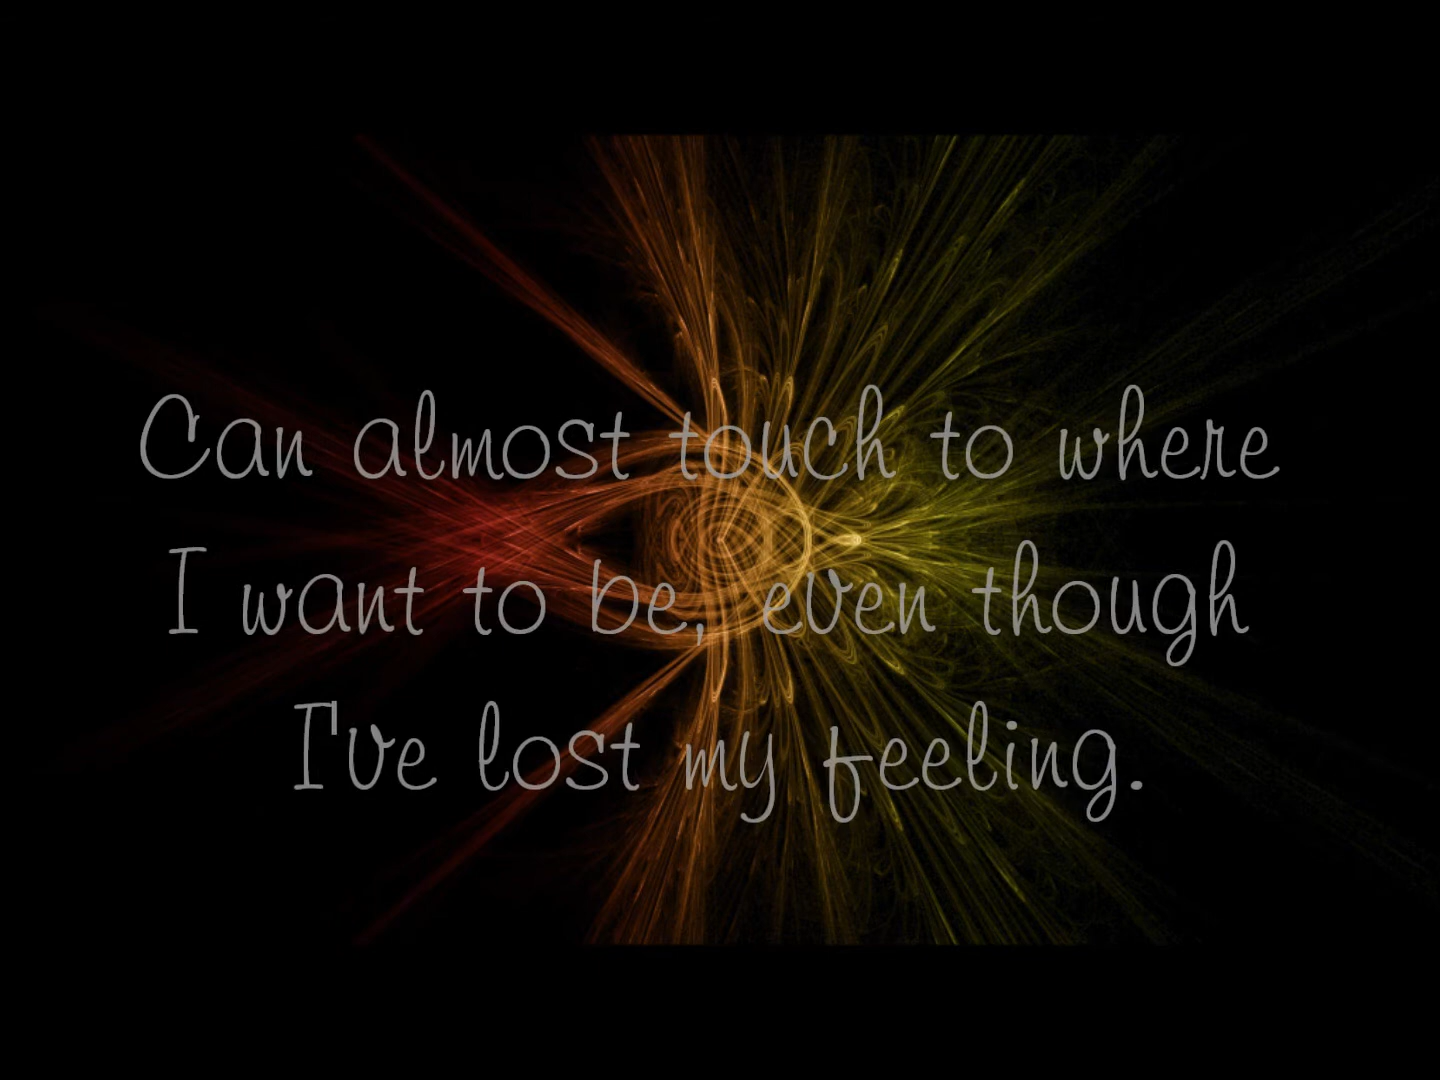 Can almost touch to where
I want to be, even though
I've lost my feeling.